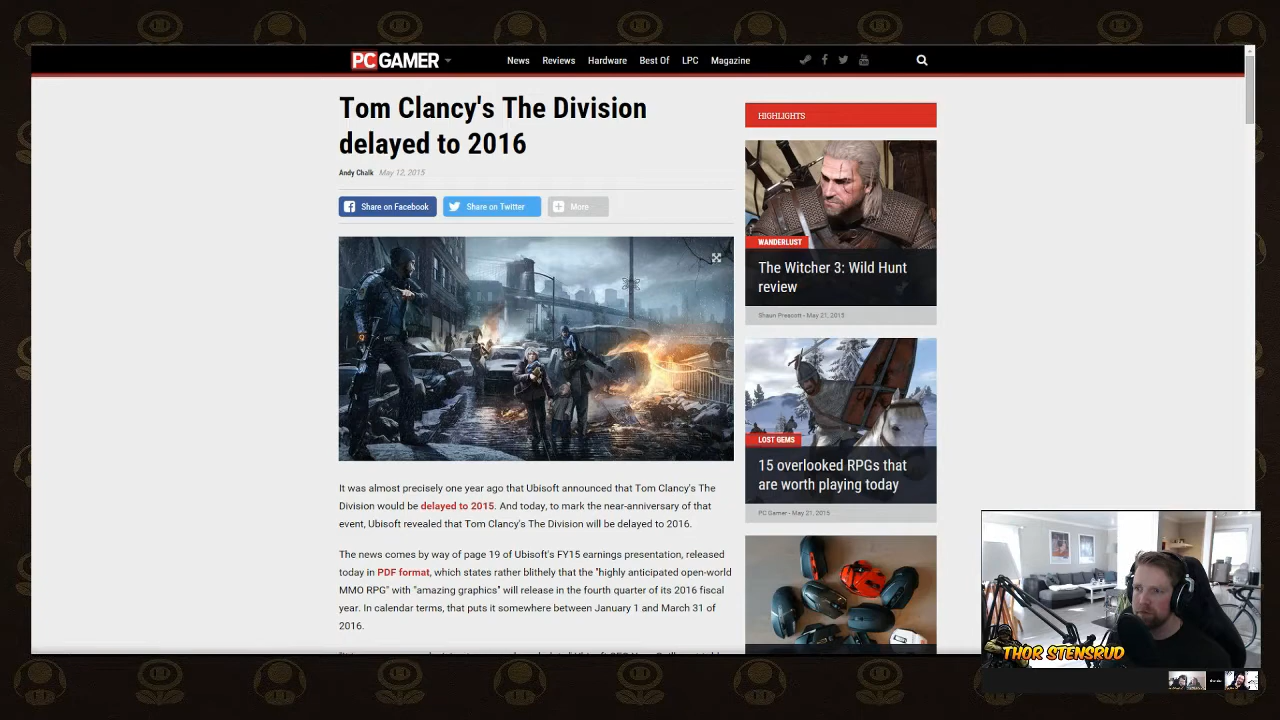 PC GAMER
News Reviews Hardware Best Of LPC Magazine
Tom Clancy's The Division
delayed to 2016
Andy Chalk May 12, 2015
Share on Facebook Share on Twitter More
It was almost precisely one year ago that Ubisoft announced that Tom Clancy's The
Division would be delayed to 2015. And today, to mark the near-anniversary of that
event, Ubisoft revealed that Tom Clancy's The Division will be delayed to 2016.
The news comes by way of page 19 of Ubisoft's FY15 earnings presentation, released
today in PDF format, which states rather blithely that the "highly anticipated open-world
MMO RPG" with "amazing graphics" will release in the fourth quarter of its 2016 fiscal
year. In calendar terms, that puts it somewhere between January 1 and March 31 of
2016.
HIGHLIGHTS
WANDERLUST
The Witcher 3: Wild Hunt
review
Shaun Prescott - May 21, 2015
LOST GEMS
15 overlooked RPGs that
are worth playing today
PC Gamer - May 21, 2015
THOR STENSRUD